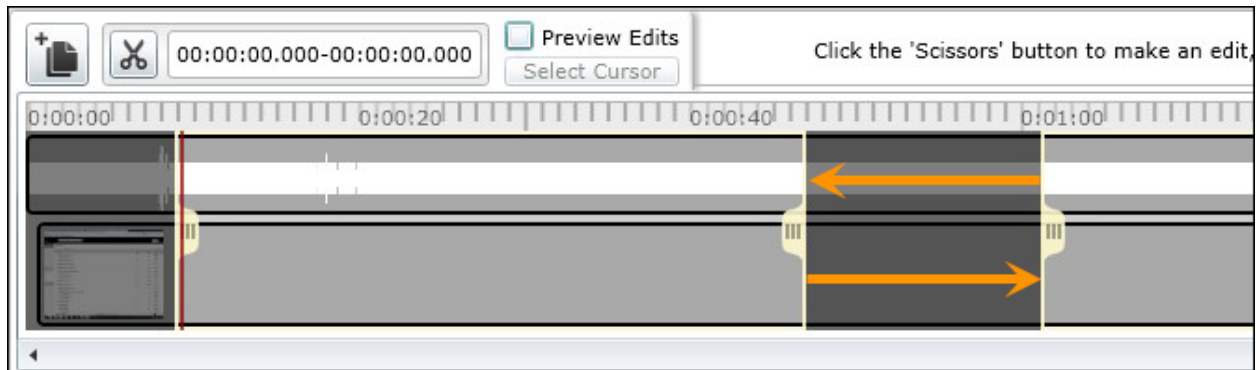 00:00:00.000-00:00:00.000
Preview Edits
Select Cursor
Click the 'Scissors' button to make an edit,
0:00:00 0:00:20 0:00:40 0:01:00